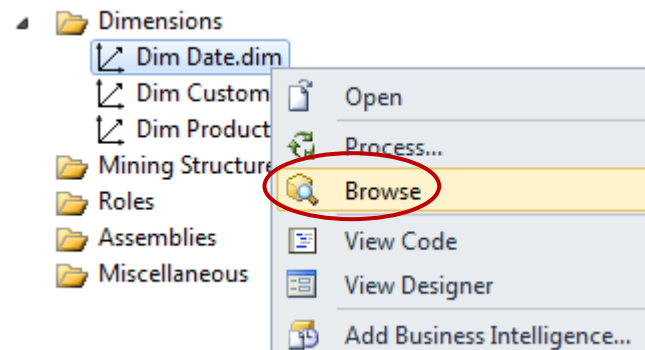 Dimensions
Dim Date.dim
Dim Custom
Open
Dim Product
Process...
Mining Structure
Browse
Roles
Assemblies
View Code
Miscellaneous
View Designer
Add Business Intelligence...